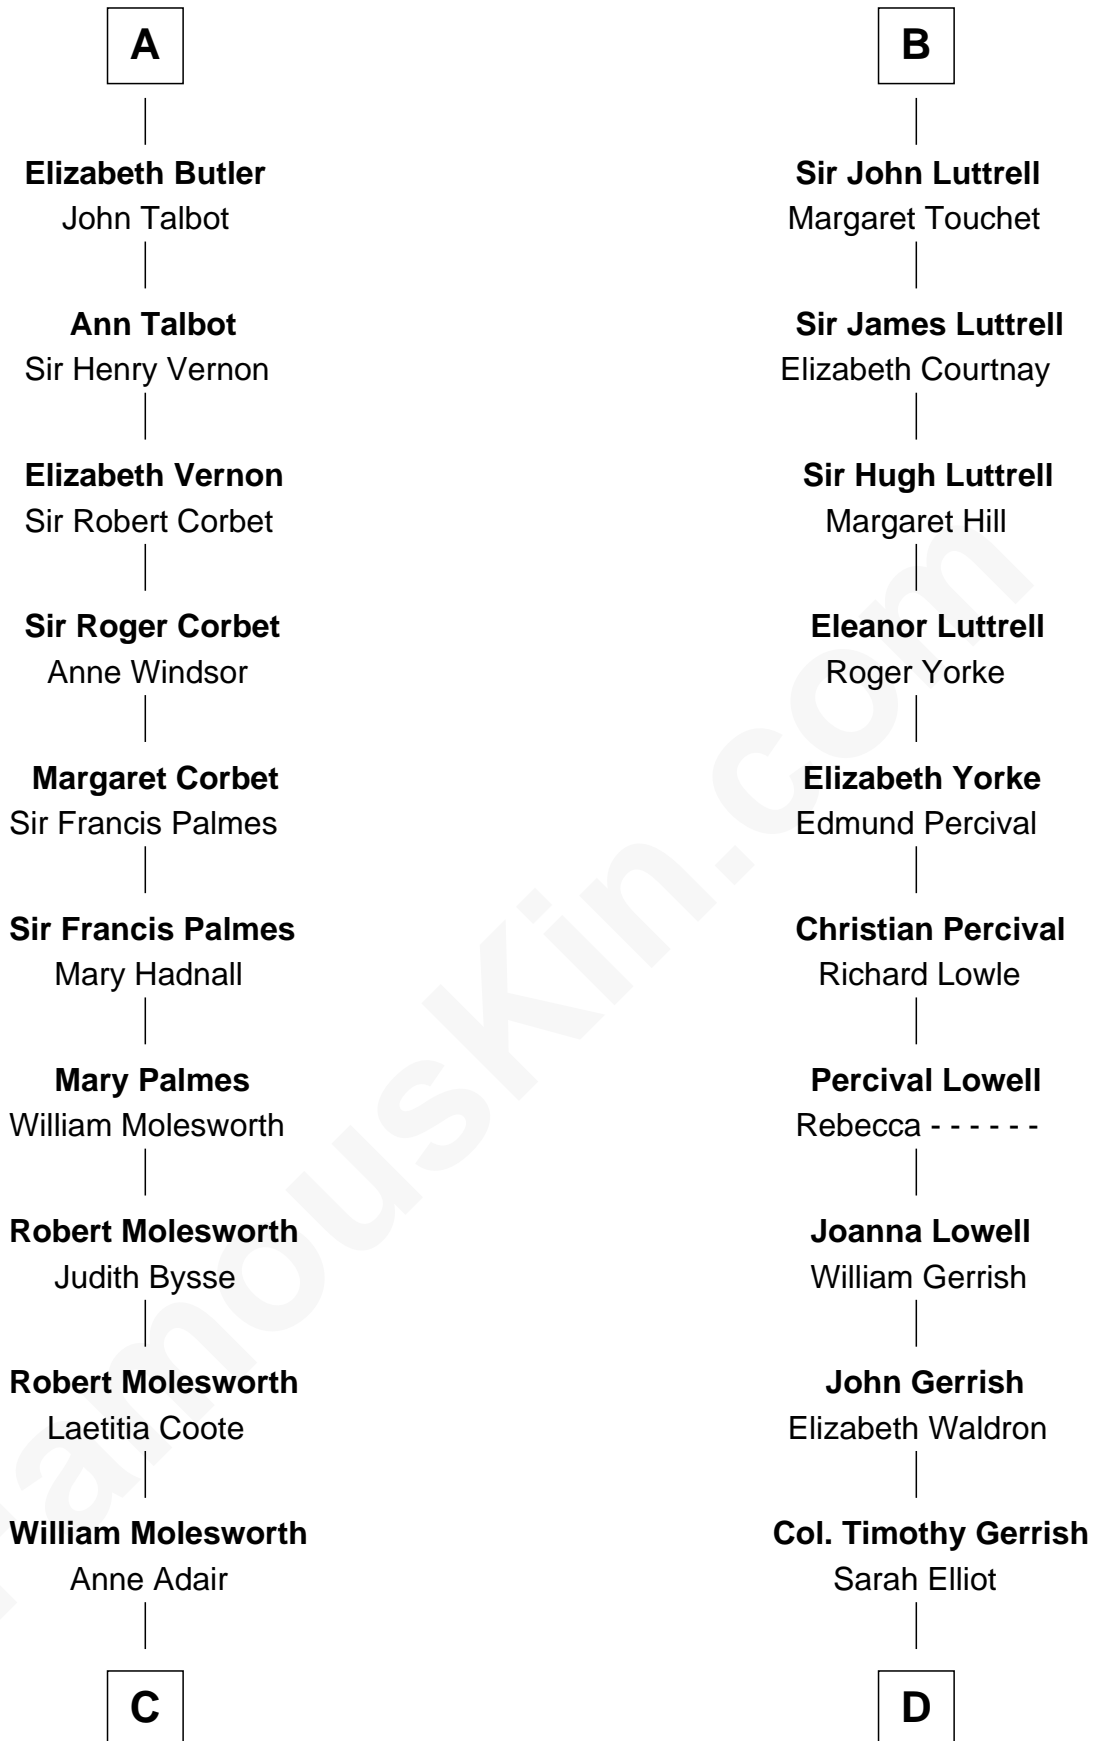 A
Elizabeth Butler
John Talbot
Ann Talbot
Sir Henry Vernon
Elizabeth Vernon
Sir Robert Corbet
Sir Roger Corbet
Anne Windsor
Margaret Corbet
Sir Francis Palmes
Sir Francis Palmes
Mary Hadnall
Mary Palmes
William Molesworth
Robert Molesworth
Judith Bysse
Robert Molesworth
Laetitia Coote
William Molesworth
Anne Adair
C
B
Sir John Luttrell
Margaret Touchet
Sir James Luttrell
Elizabeth Courtnay
Sir Hugh Luttrell
Margaret Hill
Eleanor Luttrell
Roger Yorke
Elizabeth Yorke
Edmund Percival
Christian Percival
Richard Lowle
Percival Lowell
Rebecca - - - - - -
Joanna Lowell
William Gerrish
John Gerrish
Elizabeth Waldron
Col. Timothy Gerrish
Sarah Elliot
D
FamousKin.com